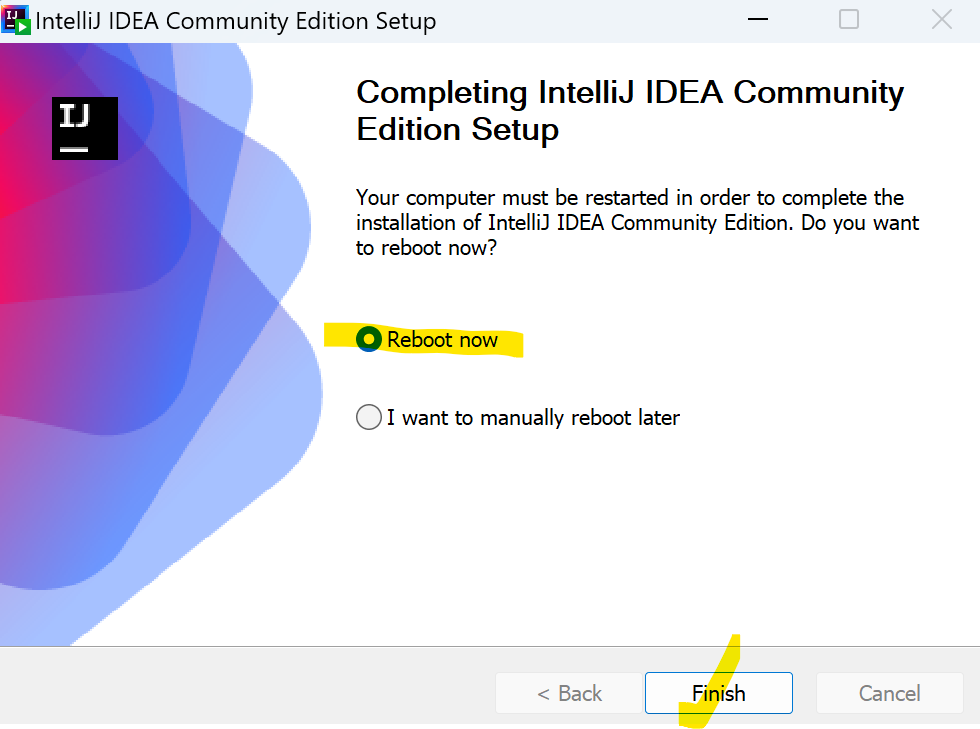 IntelliJ IDEA Community Edition Setup
IJ
Completing IntelliJ IDEA Community
Edition Setup
Your computer must be restarted in order to complete the
installation of IntelliJ IDEA Community Edition. Do you want
to reboot now?
Reboot now
I want to manually reboot later
< Back
Finish
Cancel